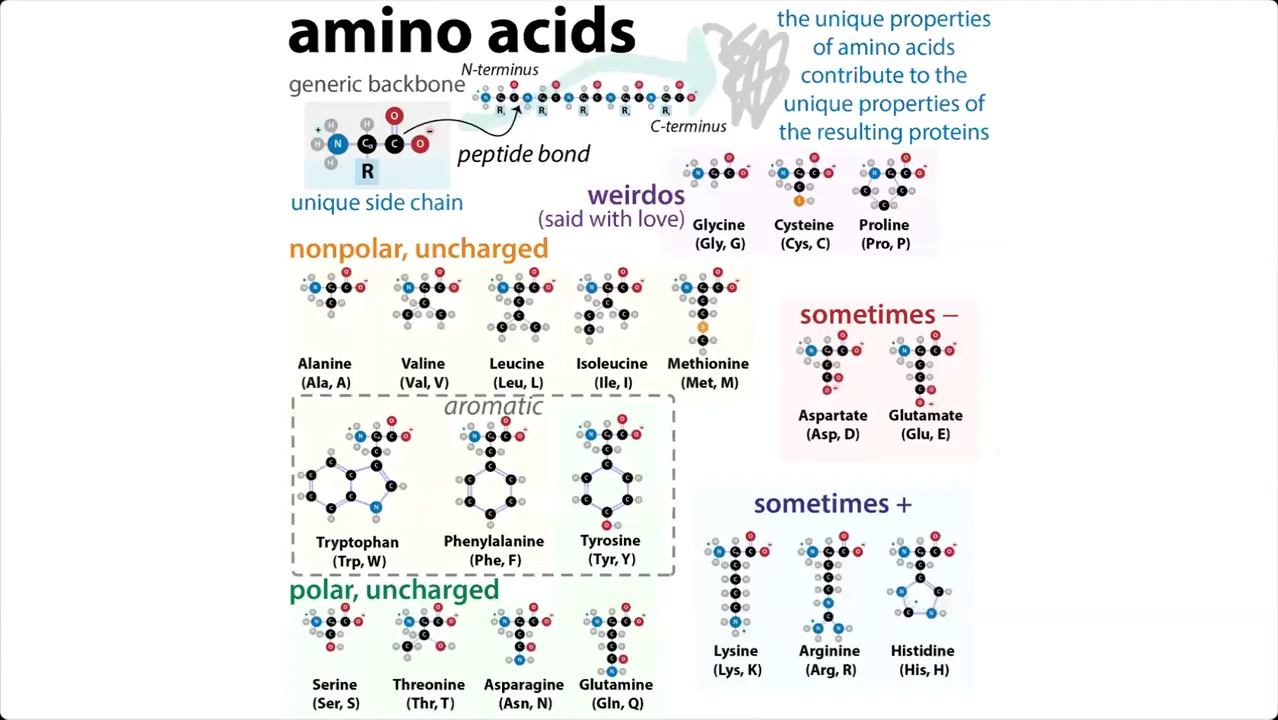 amino acids
the unique properties
of amino acids
contribute to the
unique properties of
the resulting proteins
generic backbone
N-terminus
C-terminus
R
R
R
R
R
peptide bond
R
unique side chain
weirdos
(said with love)
Glycine
(Gly, G)
Cysteine
(Cys, C)
Proline
(Pro, P)
nonpolar, uncharged
Alanine
(Ala, A)
Valine
(Val, V)
Leucine
(Leu, L)
Isoleucine
(Ile, I)
Methionine
(Met, M)
sometimes –
Aspartate
(Asp, D)
Glutamate
(Glu, E)
aromatic
Tryptophan
(Trp, W)
Phenylalanine
(Phe, F)
Tyrosine
(Tyr, Y)
sometimes +
Lysine
(Lys, K)
Arginine
(Arg, R)
Histidine
(His, H)
polar, uncharged
Serine
(Ser, S)
Threonine
(Thr, T)
Asparagine
(Asn, N)
Glutamine
(Gln, Q)